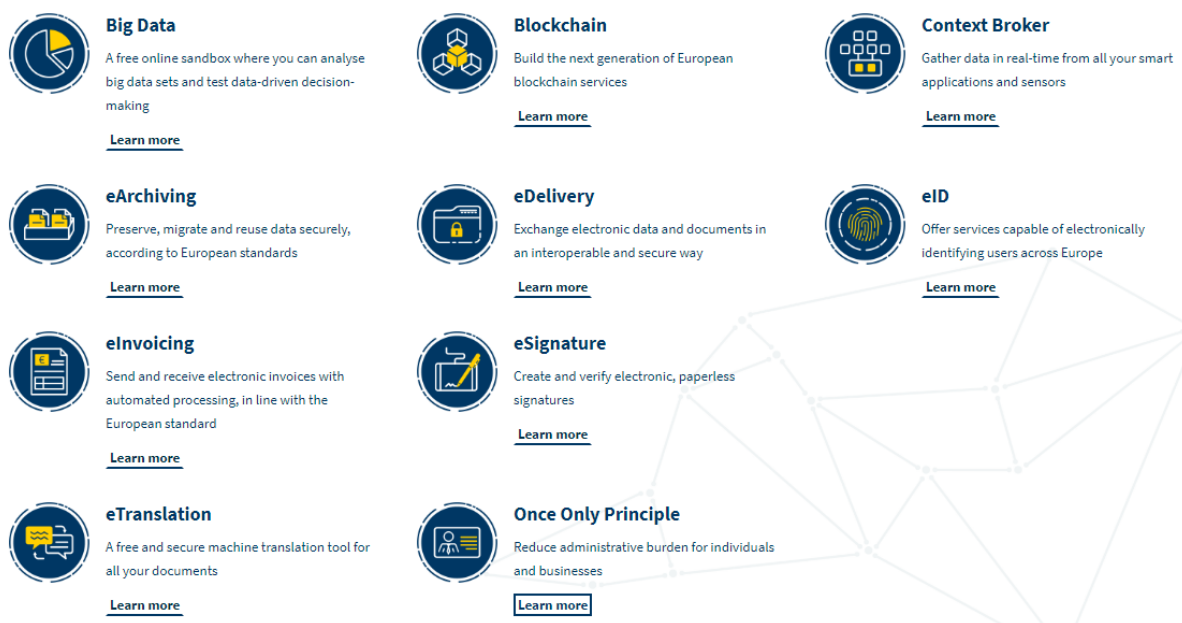 Big Data
A free online sandbox where you can analyse
big data sets and test data-driven decision-
making
Learn more
Blockchain
Build the next generation of European
blockchain services
Learn more
Context Broker
Gather data in real-time from all your smart
applications and sensors
Learn more
eArchiving
Preserve, migrate and reuse data securely,
according to European standards
Learn more
eDelivery
Exchange electronic data and documents in
an interoperable and secure way
Learn more
eID
Offer services capable of electronically
identifying users across Europe
Learn more
eInvoicing
Send and receive electronic invoices with
automated processing, in line with the
European standard
Learn more
eSignature
Create and verify electronic, paperless
signatures
Learn more
eTranslation
A free and secure machine translation tool for
all your documents
Learn more
Once Only Principle
Reduce administrative burden for individuals
and businesses
Learn more